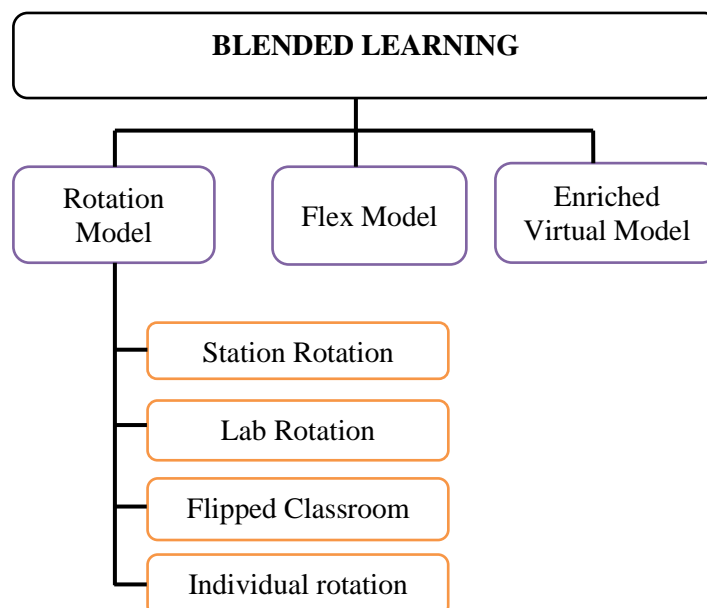 BLENDED LEARNING
Rotation
Model
Flex Model
Enriched
Virtual Model
Station Rotation
Lab Rotation
Flipped Classroom
Individual rotation